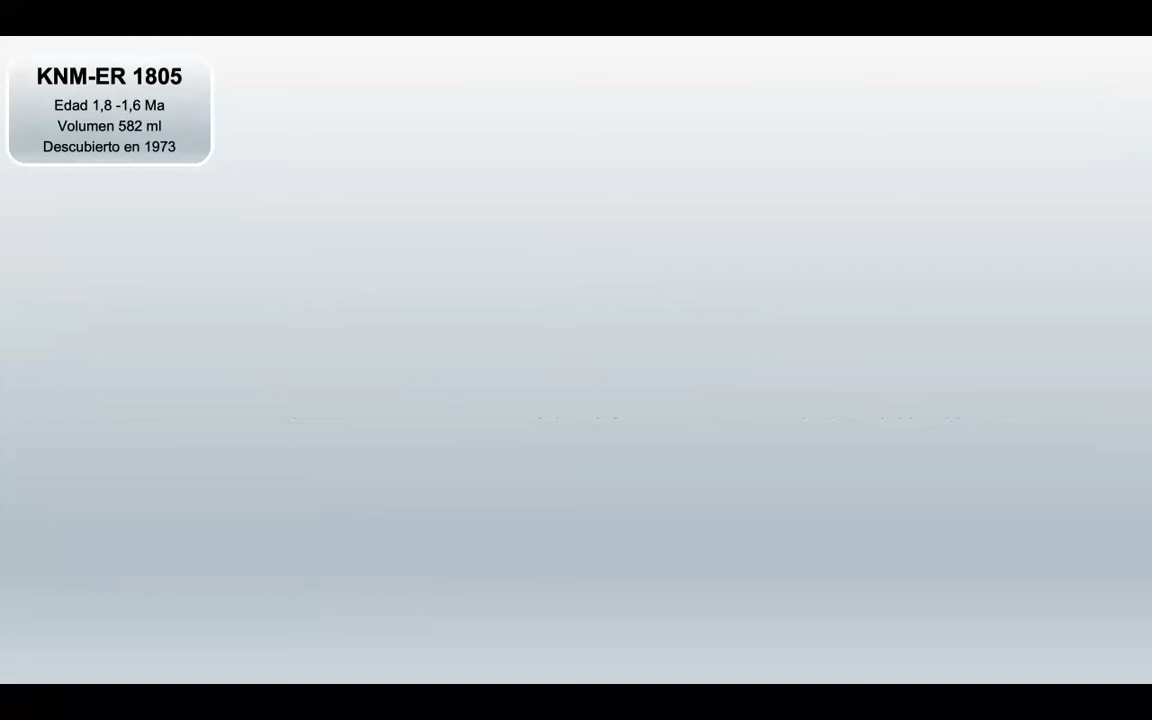 KNM-ER 1805
Edad 1,8 -1,6 Ma
Volumen 582 ml
Descubierto en 1973